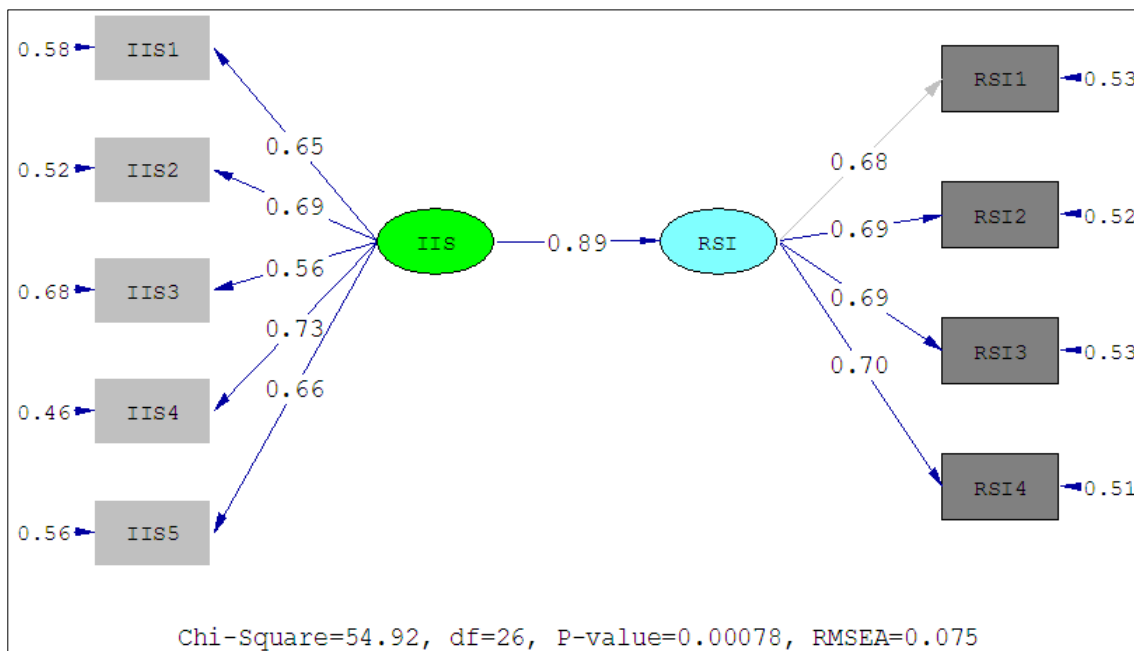 0.58
IIS1
0.65
0.52
IIS2
0.69
0.68
IIS3
0.56
0.46
IIS4
0.73
0.56
IIS5
0.66
IIS
0.89
RSI
0.68
RSI1
0.53
0.69
RSI2
0.52
0.69
RSI3
0.53
0.70
RSI4
0.51
Chi-Square=54.92, df=26, P-value=0.00078, RMSEA=0.075